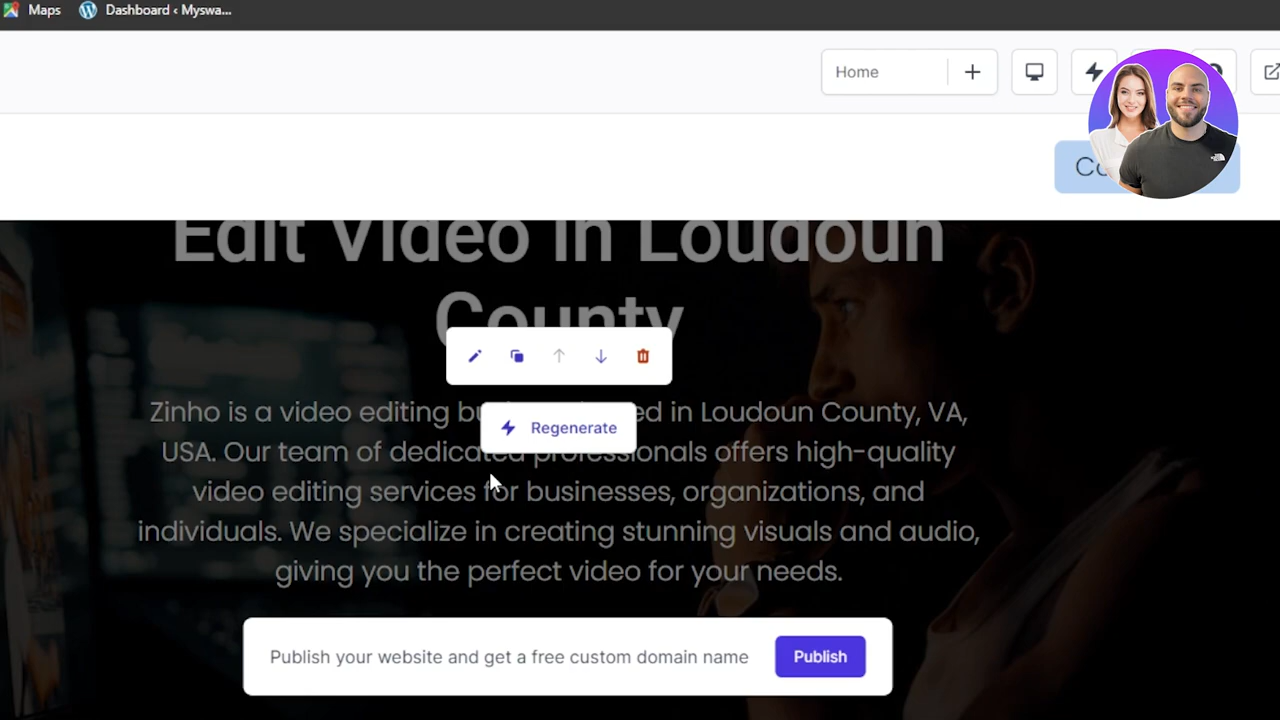 Maps Dashboard ‹ Myswa...
Home
Edit Video in Loudoun
County
Zinho is a video editing in Loudoun County, VA,
USA. Our team of dedicated professionals offers high-quality
Regenerate
video editing services for businesses, organizations, and
individuals. We specialize in creating stunning visuals and audio,
giving you the perfect video for your needs.
Publish your website and get a free custom domain name Publish